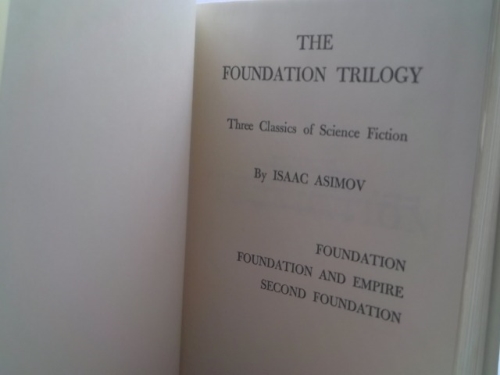 THE
FOUNDATION TRILOGY
Three Classics of Science Fiction
By ISAAC ASIMOV
FOUNDATION
FOUNDATION AND EMPIRE
SECOND FOUNDATION